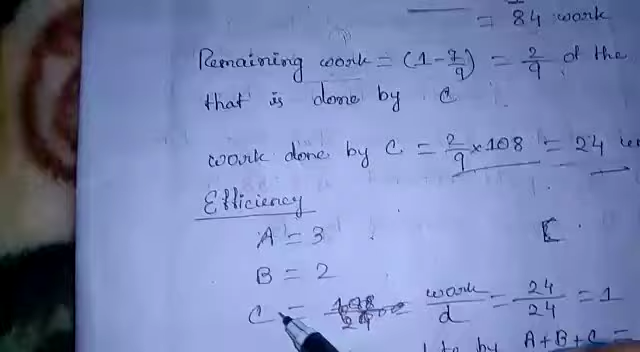 = 84 work
Remaining work = (1 - 7/9) = 2/9 of the
that is done by C
work done by C = 2/9 × 108 = 24
Efficiency
A = 3
B = 2
C = work/d = 24/24 = 1
by A+B+C =